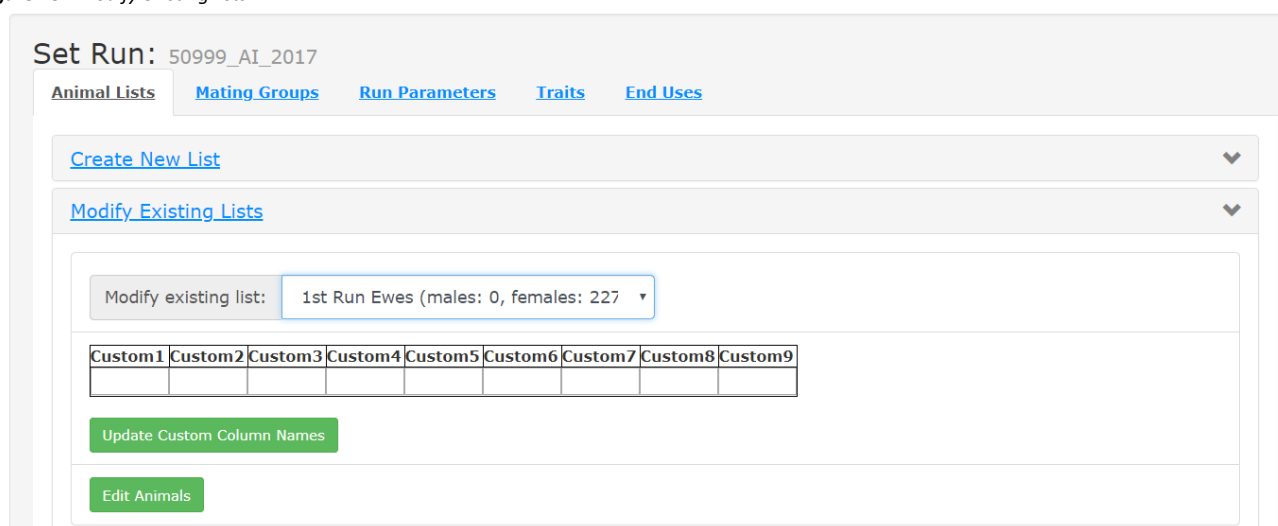 Set Run: 50999_AI_2017
Animal Lists Mating Groups Run Parameters Traits End Uses
Create New List
Modify Existing Lists
Modify existing list: 1st Run Ewes (males: 0, females: 227
Custom1 Custom2 Custom3 Custom4 Custom5 Custom6 Custom7 Custom8 Custom9
Update Custom Column Names
Edit Animals